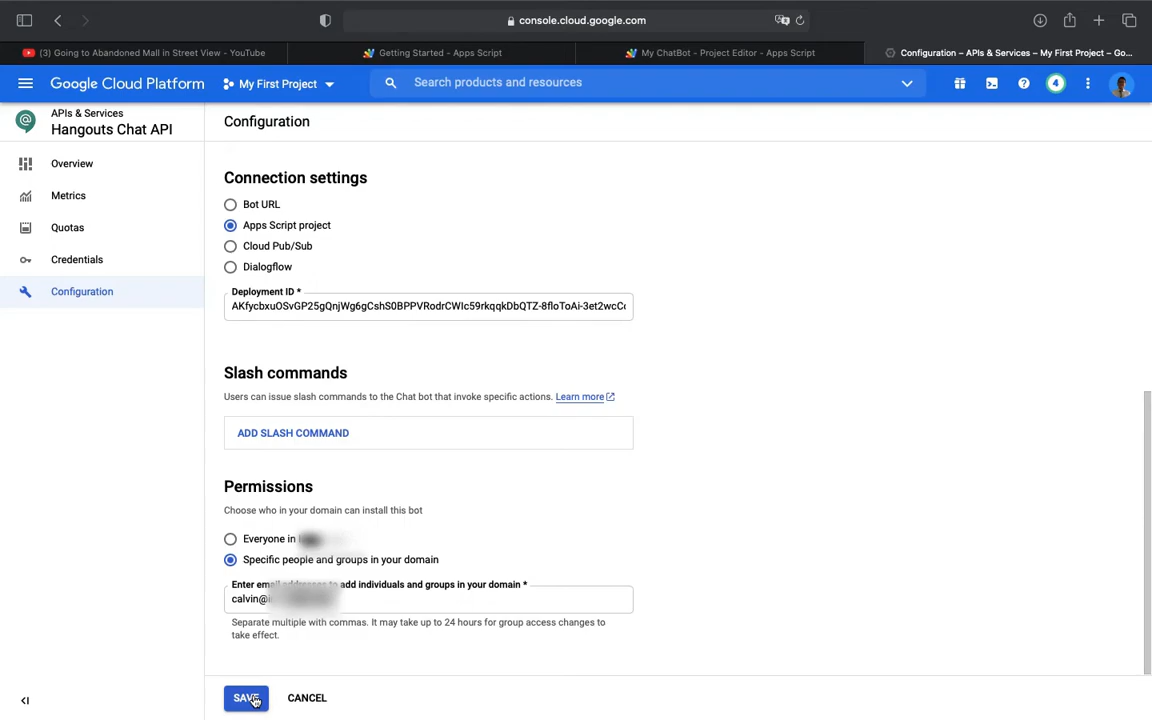 console.cloud.google.com
(3) Going to Abandoned Mall in Street View - YouTube
Getting Started - Apps Script
My ChatBot - Project Editor - Apps Script
Configuration – APIs & Services – My First Project – Go...
Google Cloud Platform
My First Project
Search products and resources
4
APIs & Services
Hangouts Chat API
Configuration
Overview
Metrics
Quotas
Credentials
Configuration
Connection settings
Bot URL
Apps Script project
Cloud Pub/Sub
Dialogflow
Deployment ID *
AKfycbxuOSvGP25gQnjWg6gCshS0BPPVRodrCWIc59rkqqkDbQTZ-8floToAi-3et2wcC
Slash commands
Users can issue slash commands to the Chat bot that invoke specific actions. Learn more
ADD SLASH COMMAND
Permissions
Choose who in your domain can install this bot
Everyone in
Specific people and groups in your domain
Enter email addresses to add individuals and groups in your domain *
calvin@
Separate multiple with commas. It may take up to 24 hours for group access changes to
take effect.
SAVE
CANCEL